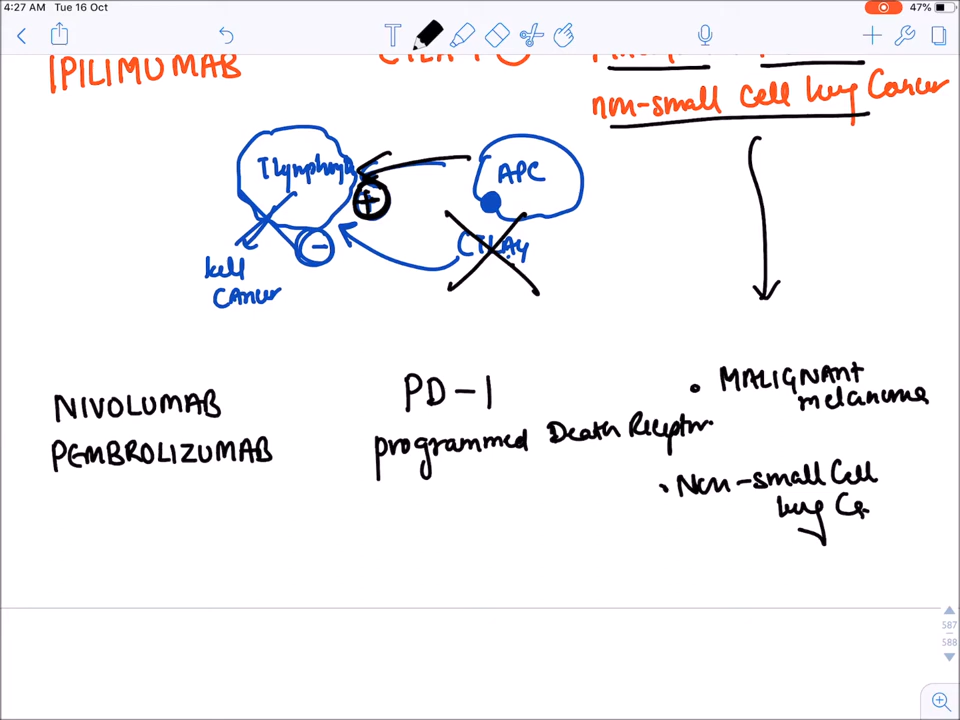 4:27 AM Tue 16 Oct
47%
T
IPILIMUMAB
non-small cell lung Cancer
T lymphocyte
APC
+
CTLA4
−
kill
cancer
NIVOLUMAB
PEMBROLIZUMAB
PD-1
programmed Death Receptor
• MALIGNANT
melanoma
• Non-small Cell
lung Ca
587
588